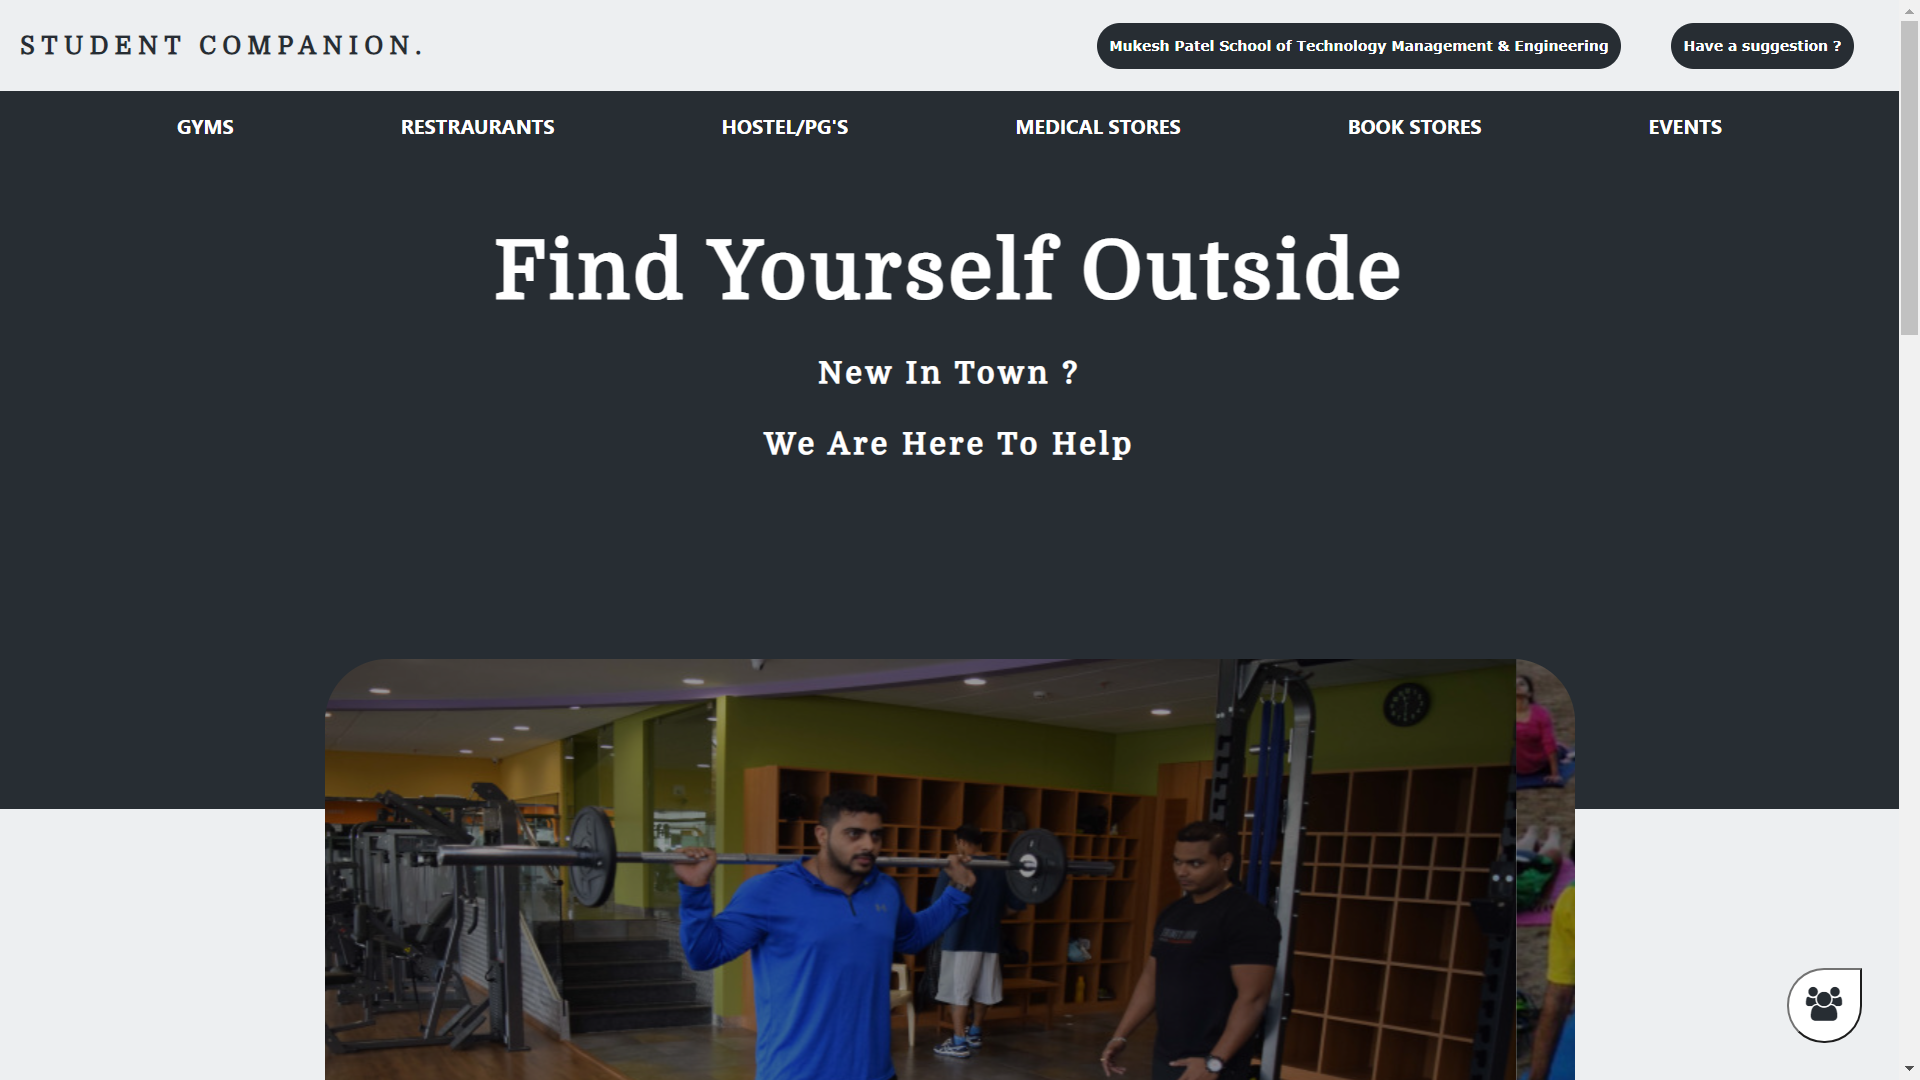 STUDENT COMPANION.
Mukesh Patel School of Technology Management & Engineering
Have a suggestion ?
GYMS
RESTRAURANTS
HOSTEL/PG'S
MEDICAL STORES
BOOK STORES
EVENTS
Find Yourself Outside
New In Town ?
We Are Here To Help